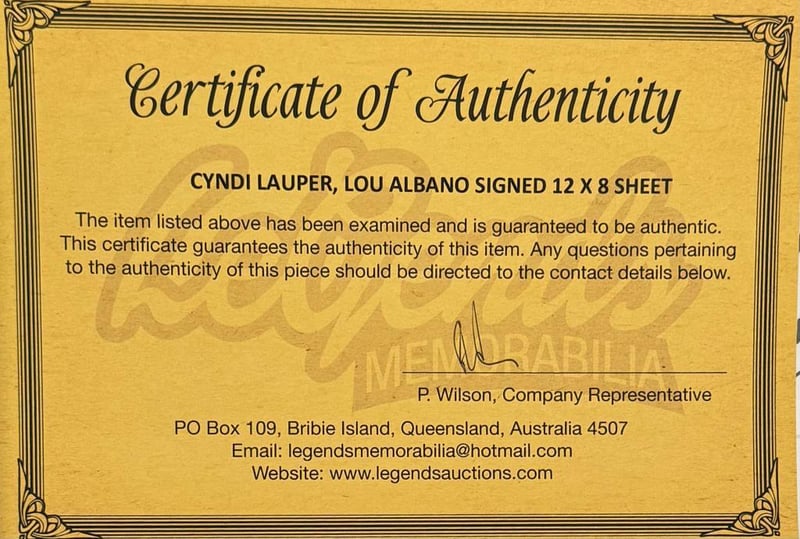 Certificate of Authenticity
CYNDI LAUPER, LOU ALBANO SIGNED 12 X 8 SHEET
The item listed above has been examined and is guaranteed to be authentic.
This certificate guarantees the authenticity of this item. Any questions pertaining
to the authenticity of this piece should be directed to the contact details below.
Legends
MEMORABILIA
P. Wilson, Company Representative
PO Box 109, Bribie Island, Queensland, Australia 4507
Email: legendsmemorabilia@hotmail.com
Website: www.legendsauctions.com